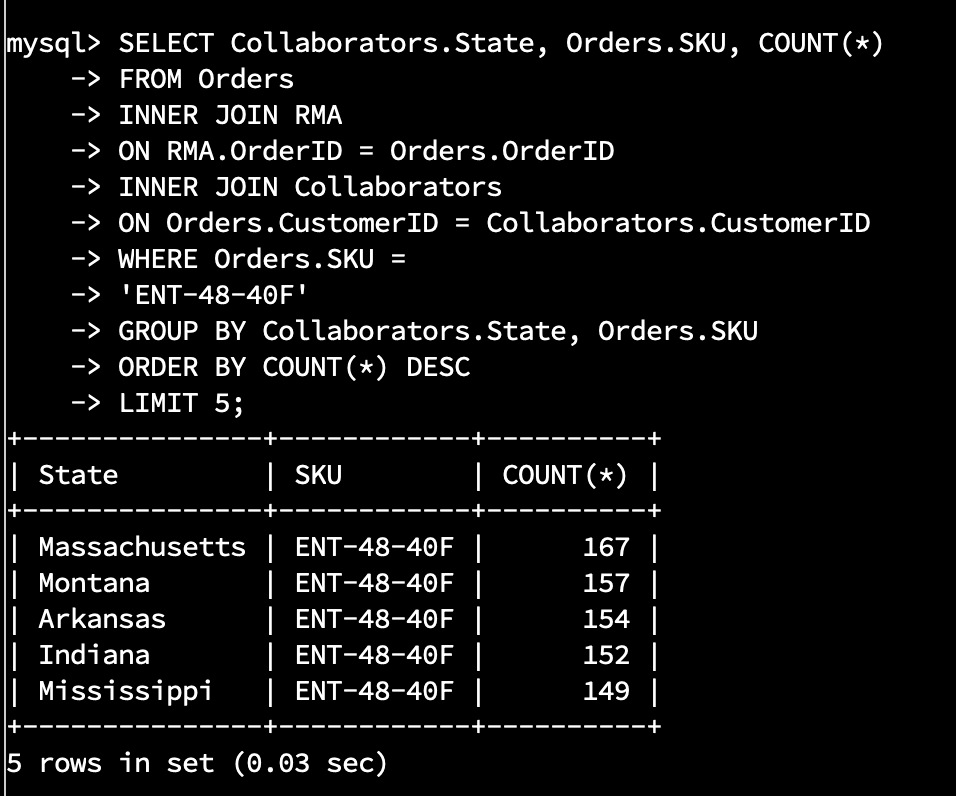 mysql> SELECT Collaborators.State, Orders.SKU, COUNT(*)
    -> FROM Orders
    -> INNER JOIN RMA
    -> ON RMA.OrderID = Orders.OrderID
    -> INNER JOIN Collaborators
    -> ON Orders.CustomerID = Collaborators.CustomerID
    -> WHERE Orders.SKU =
    -> 'ENT-48-40F'
    -> GROUP BY Collaborators.State, Orders.SKU
    -> ORDER BY COUNT(*) DESC
    -> LIMIT 5;
+---------------+------------+----------+
| State         | SKU        | COUNT(*) |
+---------------+------------+----------+
| Massachusetts | ENT-48-40F |      167 |
| Montana       | ENT-48-40F |      157 |
| Arkansas      | ENT-48-40F |      154 |
| Indiana       | ENT-48-40F |      152 |
| Mississippi   | ENT-48-40F |      149 |
+---------------+------------+----------+
5 rows in set (0.03 sec)